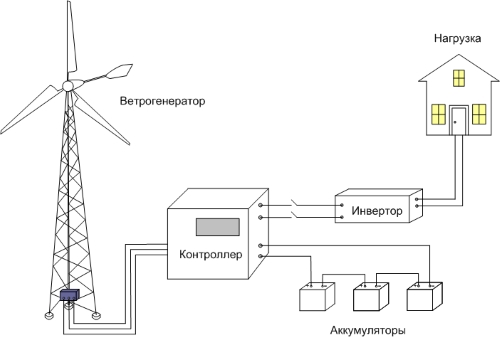 Нагрузка
Ветрогенератор
Инвертор
Контроллер
Аккумуляторы